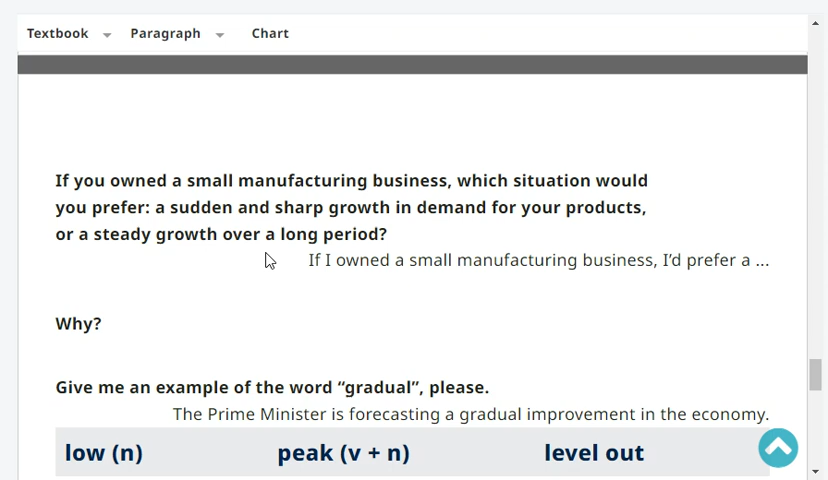 Textbook Paragraph Chart
If you owned a small manufacturing business, which situation would
you prefer: a sudden and sharp growth in demand for your products,
or a steady growth over a long period?
If I owned a small manufacturing business, I’d prefer a ...
Why?
Give me an example of the word “gradual”, please.
The Prime Minister is forecasting a gradual improvement in the economy.
low (n) peak (v + n) level out